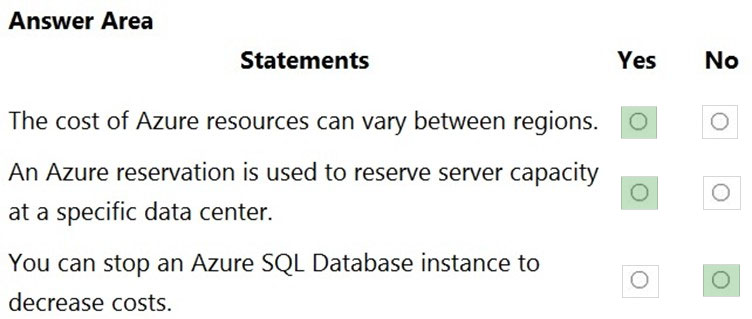 Answer Area
Statements Yes No
The cost of Azure resources can vary between regions.
An Azure reservation is used to reserve server capacity
at a specific data center.
You can stop an Azure SQL Database instance to
decrease costs.